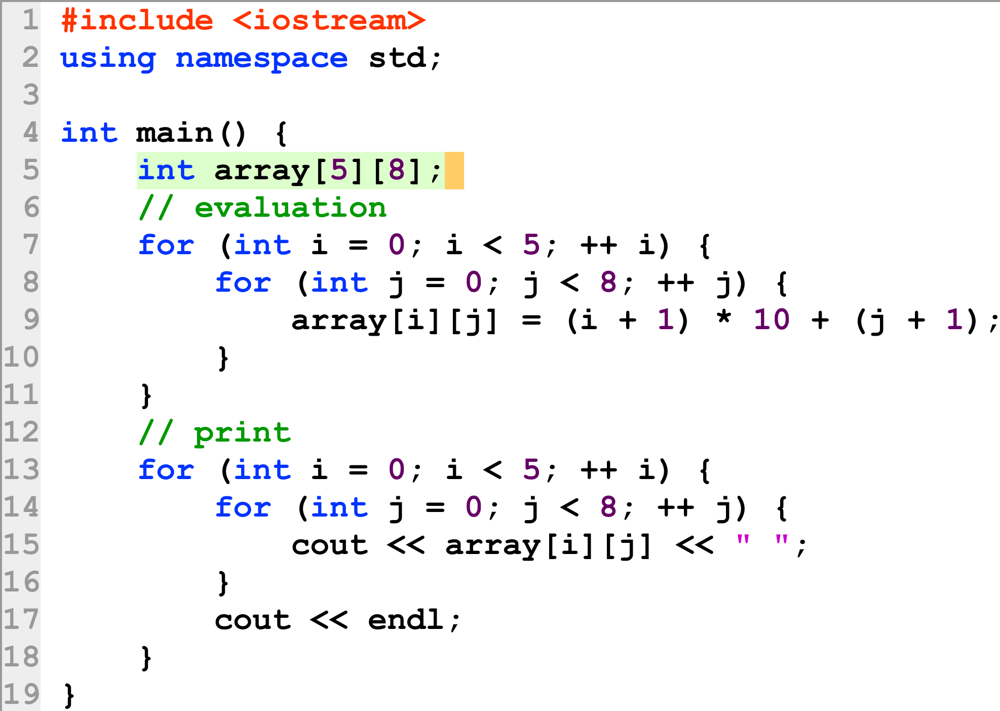 1 #include <iostream>
2 using namespace std;
3
4 int main() {
5     int array[5][8];
6     // evaluation
7     for (int i = 0; i < 5; ++ i) {
8         for (int j = 0; j < 8; ++ j) {
9             array[i][j] = (i + 1) * 10 + (j + 1);
10         }
11     }
12     // print
13     for (int i = 0; i < 5; ++ i) {
14         for (int j = 0; j < 8; ++ j) {
15             cout << array[i][j] << " ";
16         }
17         cout << endl;
18     }
19 }